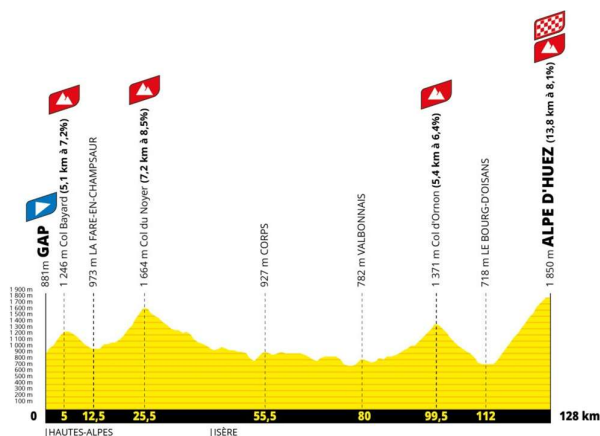 881m GAP
1 246 m Col Bayard (5,1 km à 7,2%)
973 m LA FARE-EN-CHAMPSAUR
1 664 m Col du Noyer (7,2 km à 8,5%)
927 m CORPS
782 m VALBONNAIS
1 371 m Col d'Ornon (5,4 km à 6,4%)
718 m LE BOURG-D'OISANS
1 850 m ALPE D'HUEZ (13,8 km à 8,1%)
1 900 m
1 800 m
1 700 m
1 600 m
1 500 m
1 400 m
1 300 m
1 200 m
1 100 m
1 000 m
900 m
800 m
700 m
600 m
500 m
400 m
300 m
200 m
100 m
0 5 12,5 25,5 55,5 80 99,5 112 128 km
HAUTES-ALPES ISÈRE